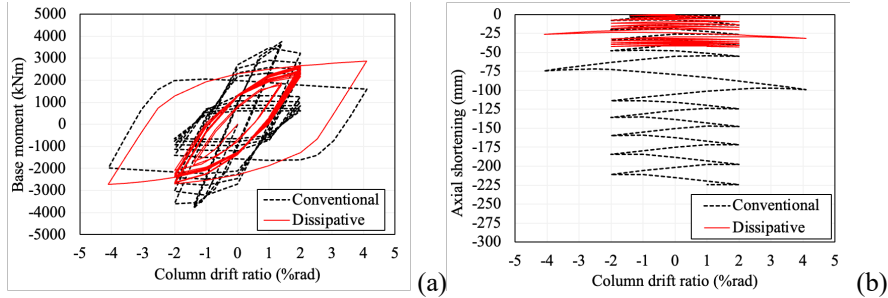 5000
4000
3000
2000
1000
0
-1000
-2000
-3000
-4000
-5000
Base moment (kNm)
-5 -4 -3 -2 -1 0 1 2 3 4 5
Column drift ratio (%rad)
Conventional
Dissipative
(a)
0
-25
-50
-75
-100
-125
-150
-175
-200
-225
-250
-275
-300
Axial shortening (mm)
-5 -4 -3 -2 -1 0 1 2 3 4 5
Column drift ratio (%rad)
Conventional
Dissipative
(b)